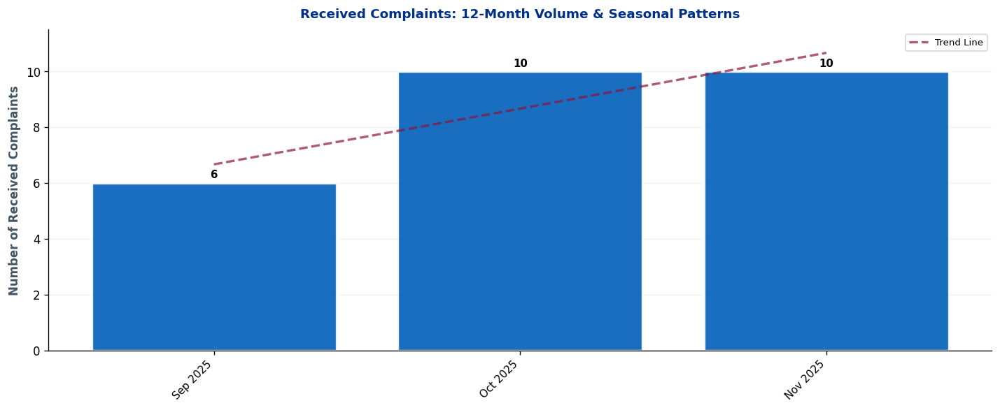 Received Complaints: 12-Month Volume & Seasonal Patterns
Trend Line
Number of Received Complaints
10
8
6
4
2
0
6
10
10
Sep 2025
Oct 2025
Nov 2025